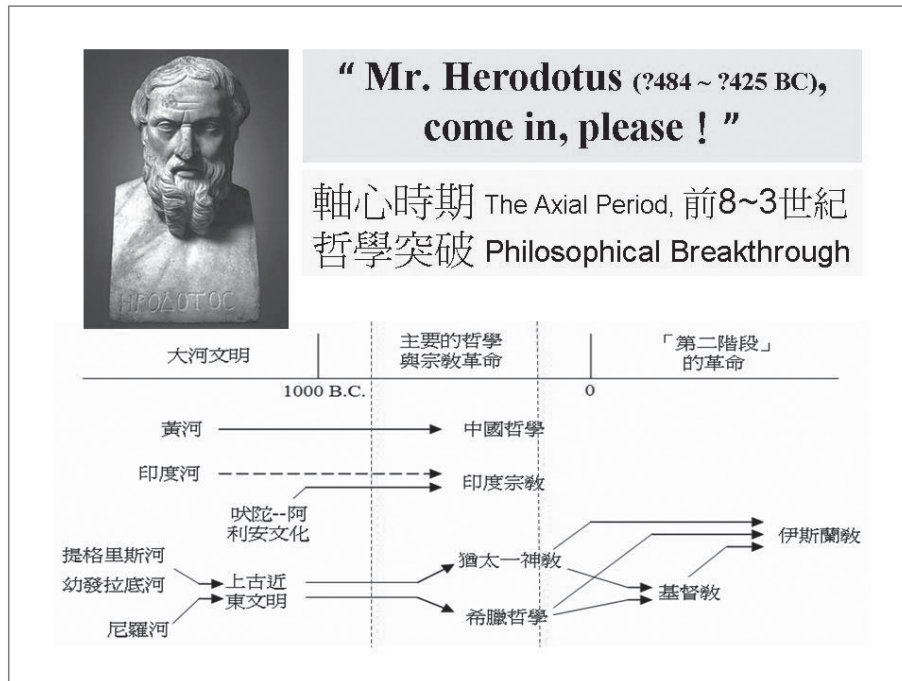 “ Mr. Herodotus (?484 ~ ?425 BC),
come in, please ! ”
軸心時期 The Axial Period, 前8~3世紀
哲學突破 Philosophical Breakthrough
ΗΡΟΔΟΤΟΣ
大河文明
主要的哲學
與宗教革命
「第二階段」
的革命
1000 B.C.
0
黃河
中國哲學
印度河
印度宗教
吠陀--阿
利安文化
提格里斯河
幼發拉底河
上古近
東文明
尼羅河
猶太一神教
希臘哲學
基督教
伊斯蘭教